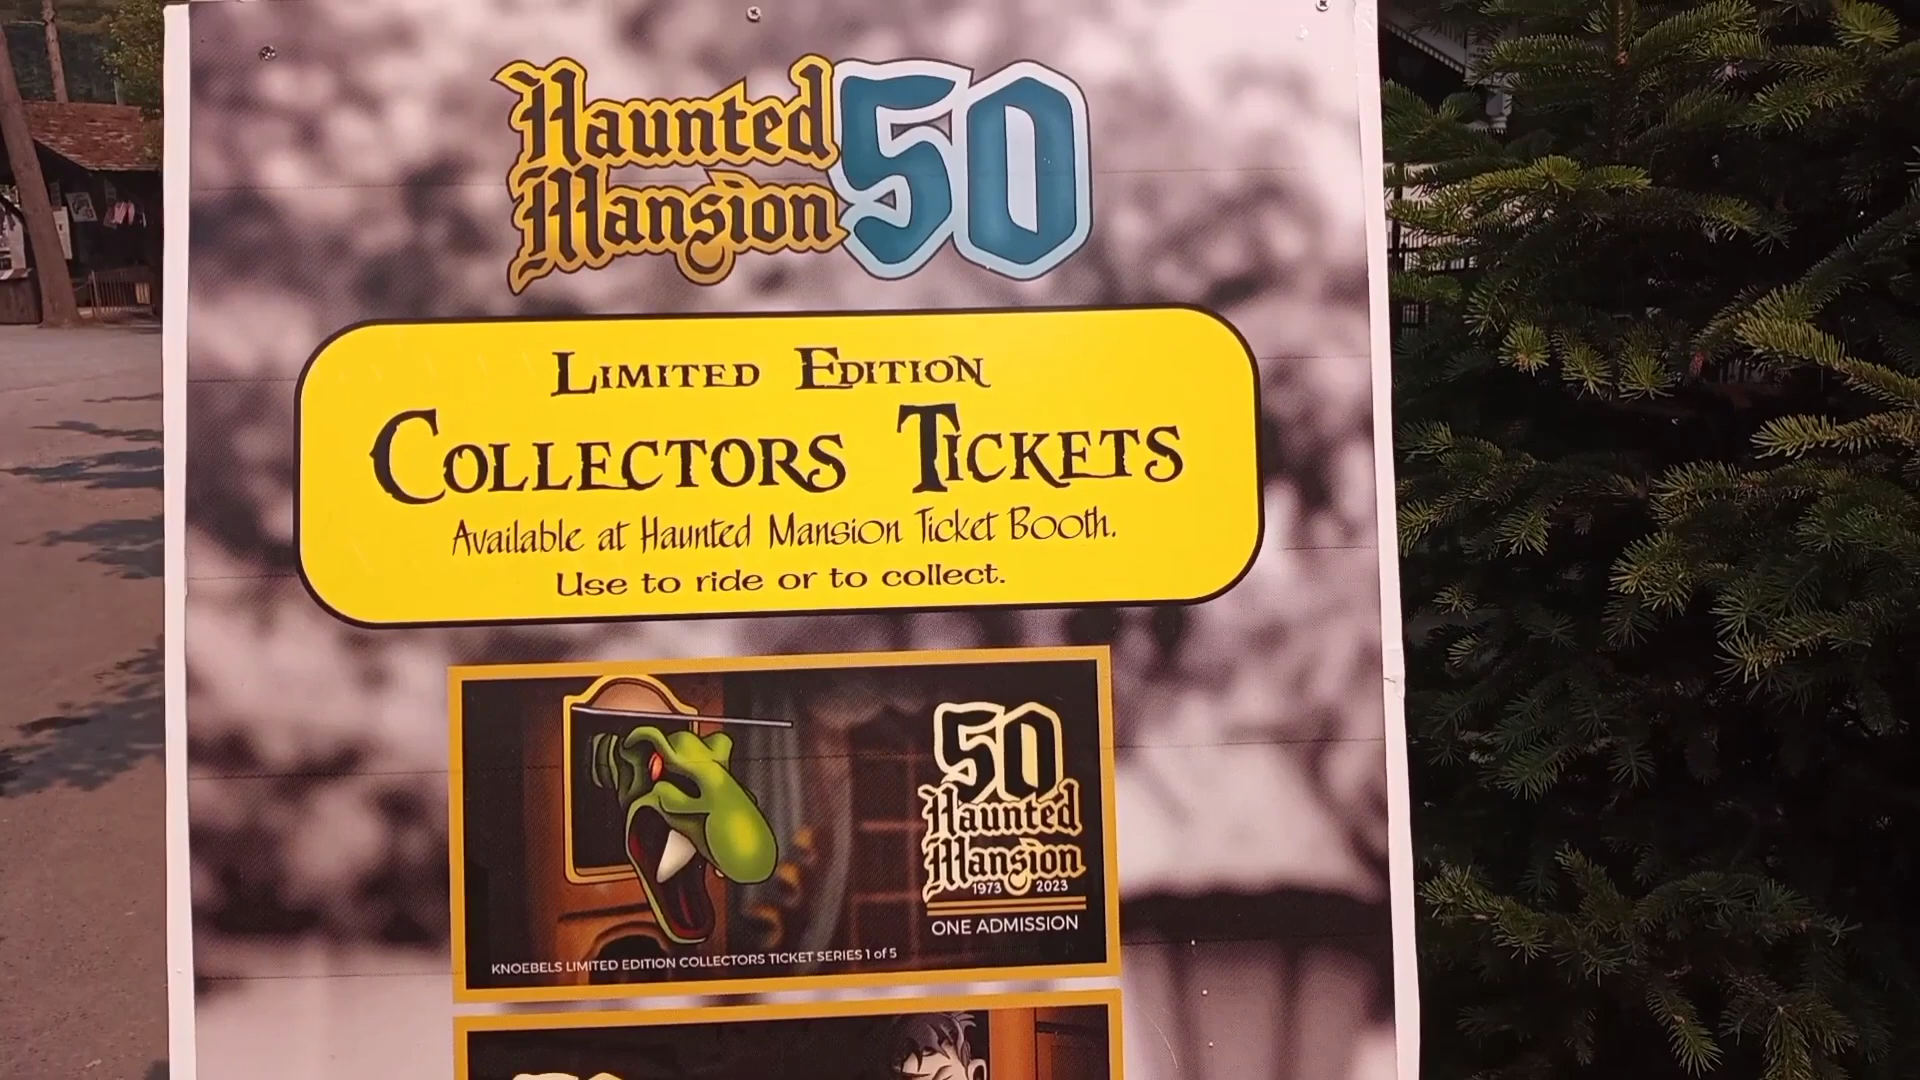 Haunted
Mansion
50
Limited Edition
Collectors Tickets
Available at Haunted Mansion Ticket Booth.
Use to ride or to collect.
50
Haunted
Mansion
1973 2023
ONE ADMISSION
KNOEBELS LIMITED EDITION COLLECTORS TICKET SERIES 1 of 5